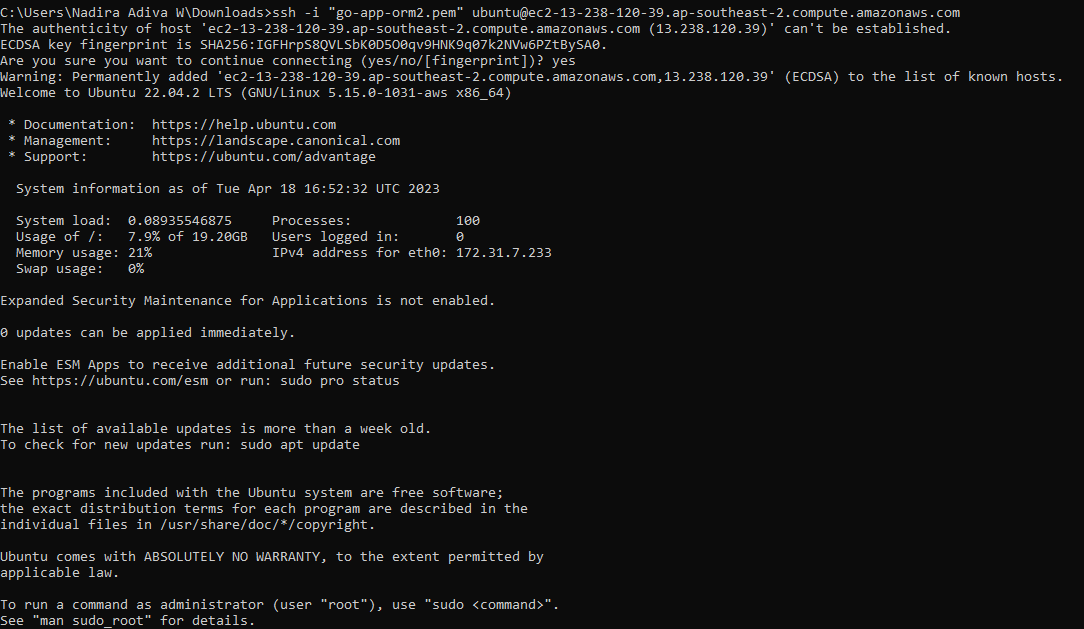 C:\Users\Nadira Adiva W\Downloads>ssh -i "go-app-orm2.pem" ubuntu@ec2-13-238-120-39.ap-southeast-2.compute.amazonaws.com
The authenticity of host 'ec2-13-238-120-39.ap-southeast-2.compute.amazonaws.com (13.238.120.39)' can't be established.
ECDSA key fingerprint is SHA256:IGFHrpS8QVLSbK0D5O0qv9HNK9q07k2NVw6PZtBySA0.
Are you sure you want to continue connecting (yes/no/[fingerprint])? yes
Warning: Permanently added 'ec2-13-238-120-39.ap-southeast-2.compute.amazonaws.com,13.238.120.39' (ECDSA) to the list of known hosts.
Welcome to Ubuntu 22.04.2 LTS (GNU/Linux 5.15.0-1031-aws x86_64)
* Documentation: https://help.ubuntu.com
* Management: https://landscape.canonical.com
* Support: https://ubuntu.com/advantage
System information as of Tue Apr 18 16:52:32 UTC 2023
System load: 0.08935546875 Processes: 100
Usage of /: 7.9% of 19.20GB Users logged in: 0
Memory usage: 21% IPv4 address for eth0: 172.31.7.233
Swap usage: 0%
Expanded Security Maintenance for Applications is not enabled.
0 updates can be applied immediately.
Enable ESM Apps to receive additional future security updates.
See https://ubuntu.com/esm or run: sudo pro status
The list of available updates is more than a week old.
To check for new updates run: sudo apt update
The programs included with the Ubuntu system are free software;
the exact distribution terms for each program are described in the
individual files in /usr/share/doc/*/copyright.
Ubuntu comes with ABSOLUTELY NO WARRANTY, to the extent permitted by
applicable law.
To run a command as administrator (user "root"), use "sudo <command>".
See "man sudo_root" for details.